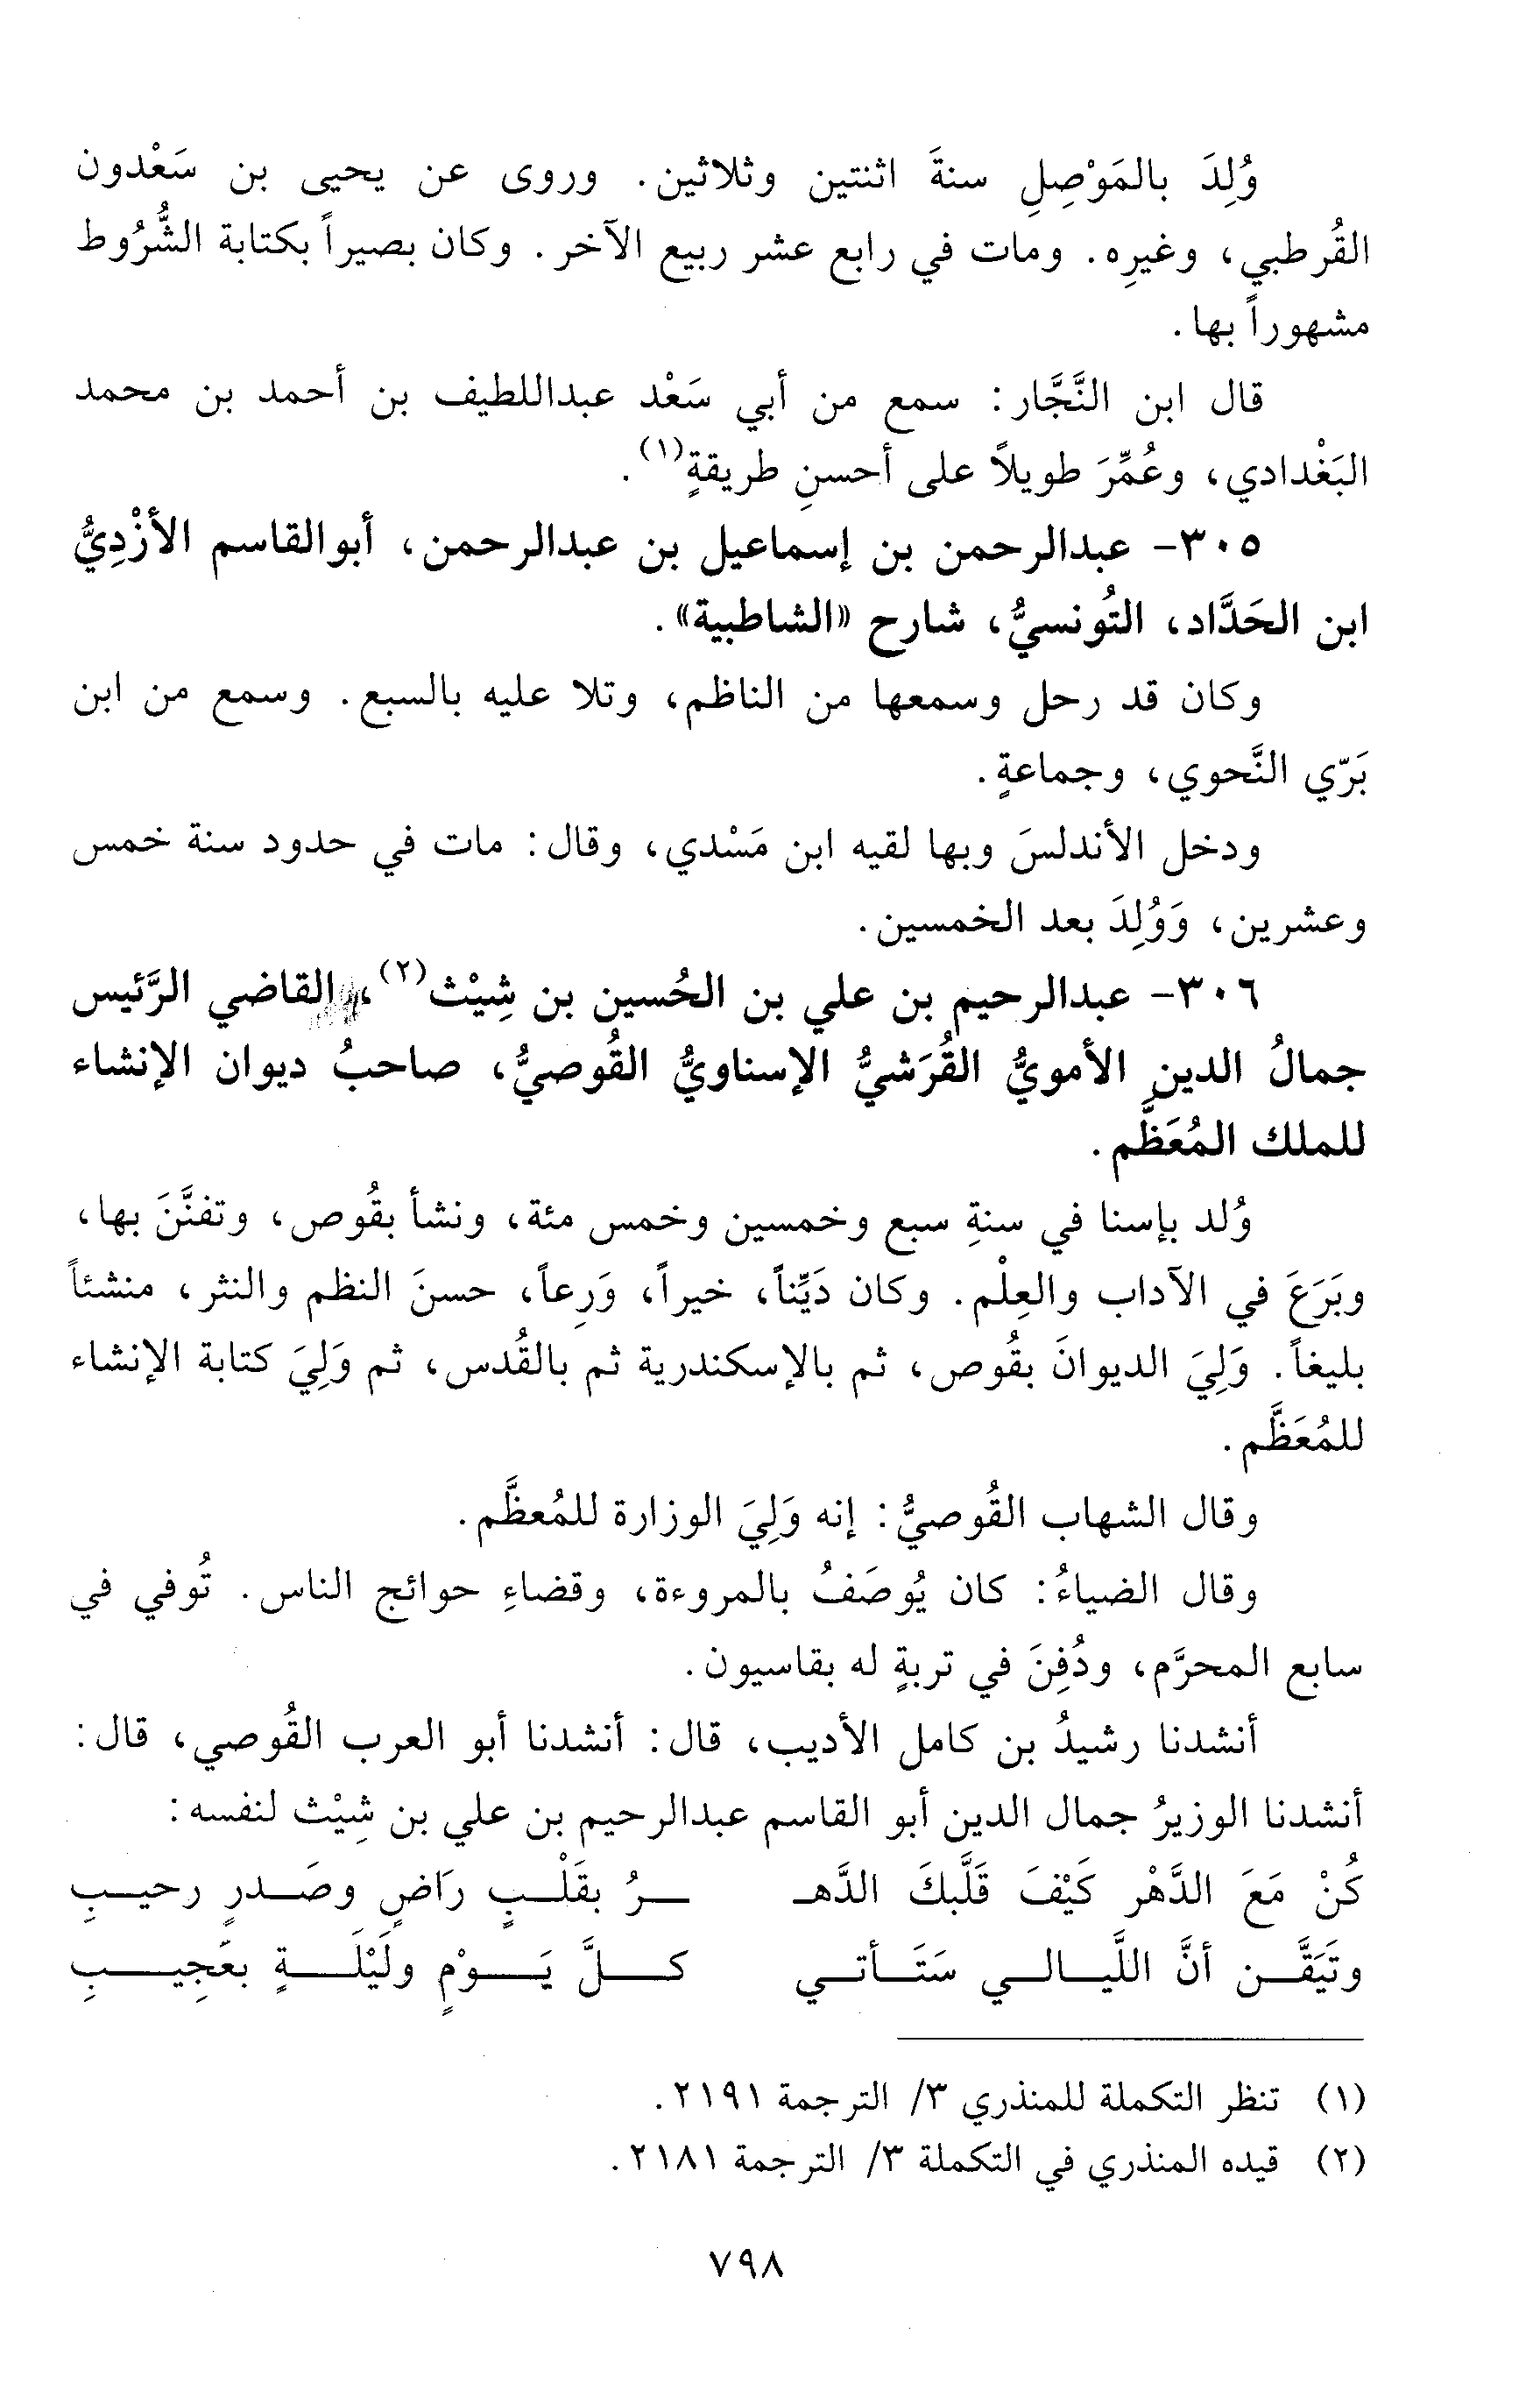 وُلِدَ بالمَوْصِلِ سنةَ اثنتين وثلاثين. وروى عن يحيى بن سَعْدون
القُرطبي، وغيرِه. ومات في رابع عشر ربيع الآخر. وكان بصيراً بكتابة الشُّرُوط
مشهوراً بها.
قال ابن النَّجَّار: سمع من أبي سَعْد عبداللطيف بن أحمد بن محمد
البَغْدادي، وعُمِّرَ طويلاً على أحسنِ طريقةٍ(١).
٣٠٥- عبدالرحمن بن إسماعيل بن عبدالرحمن، أبوالقاسم الأزْدِيُّ
ابن الحَدَّاد، التُونسيُّ، شارح «الشاطبية».
وكان قد رحل وسمعها من الناظم، وتلا عليه بالسبع. وسمع من ابن
بَرّي النَّحوي، وجماعةٍ.
ودخل الأندلسَ وبها لقيه ابن مَسْدي، وقال: مات في حدود سنة خمس
وعشرين، وَوُلِدَ بعد الخمسين.
٣٠٦- عبدالرحيم بن علي بن الحُسين بن شِيْث(٢)، القاضي الرَّئيس
جمالُ الدين الأمويُّ القُرَشيُّ الإسناويُّ القُوصيُّ، صاحبُ ديوان الإنشاء
للملك المُعَظَّم.
وُلد بإسنا في سنةِ سبع وخمسين وخمس مئة، ونشأ بقُوص، وتفنَّنَ بها،
وبَرَعَ في الآداب والعِلْم. وكان دَيِّناً، خيراً، وَرِعاً، حسنَ النظم والنثر، منشئاً
بليغاً. وَلِيَ الديوانَ بقُوص، ثم بالإسكندرية ثم بالقُدس، ثم وَلِيَ كتابة الإنشاء
للمُعَظَّم.
وقال الشهاب القُوصيُّ: إنه وَلِيَ الوزارة للمُعظَّم.
وقال الضياءُ: كان يُوصَفُ بالمروءة، وقضاءِ حوائج الناس. تُوفي في
سابع المحرَّم، ودُفِنَ في تربةٍ له بقاسيون.
أنشدنا رشيدُ بن كامل الأديب، قال: أنشدنا أبو العرب القُوصي، قال:
أنشدنا الوزيرُ جمال الدين أبو القاسم عبدالرحيم بن علي بن شِيْث لنفسه:
كُنْ مَعَ الدَّهْر كَيْفَ قَلَّبكَ الدَّهـ ـرُ بقَلْـبٍ رَاضٍ وصَـدرٍ رحيـبِ
وتَيَقَّـن أنَّ اللَّيـالـي سَتَـأتـي كـلَّ يَـوْمٍ ولَيْلَـةٍ بعَجِيـبِ
(١) تنظر التكملة للمنذري ٣/ الترجمة ٢١٩١.
(٢) قيده المنذري في التكملة ٣/ الترجمة ٢١٨١.
٧٩٨